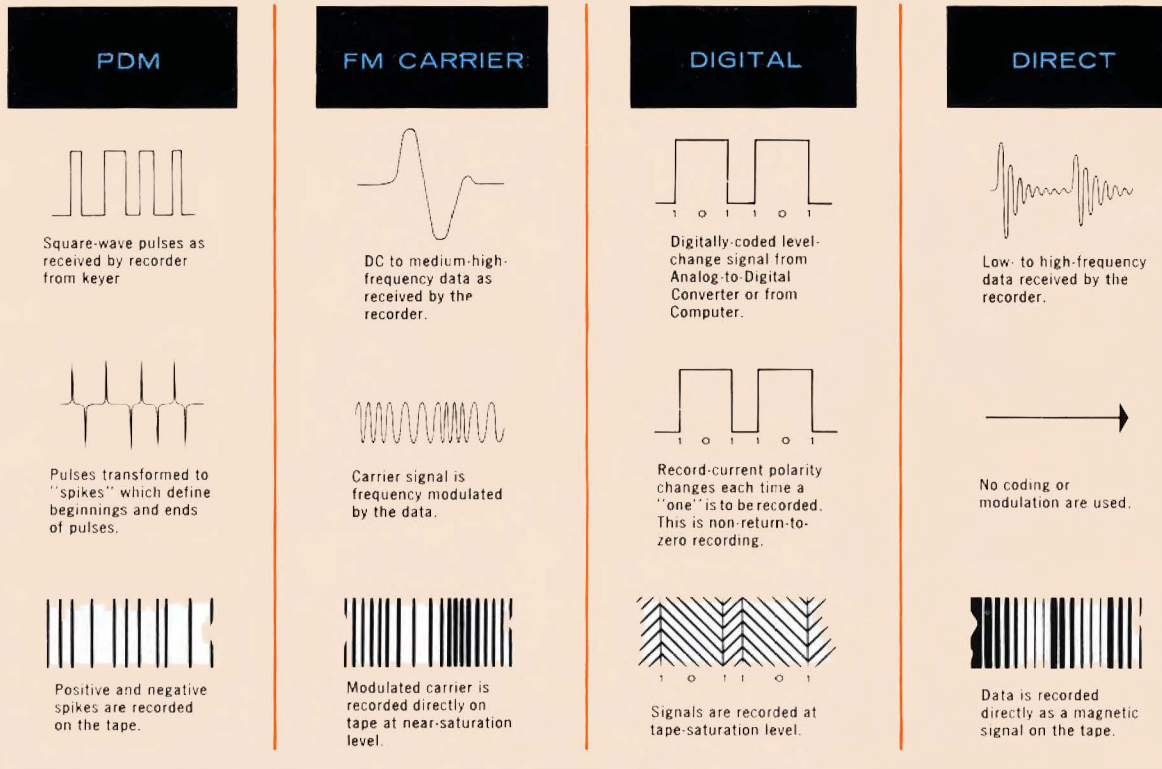 PDM
Square-wave pulses as
received by recorder
from keyer
Pulses transformed to
"spikes" which define
beginnings and ends
of pulses.
Positive and negative
spikes are recorded
on the tape.
FM CARRIER
DC to medium-high-
frequency data as
received by the
recorder.
Carrier signal is
frequency modulated
by the data.
Modulated carrier is
recorded directly on
tape at near-saturation
level.
DIGITAL
1 0 1 1 0 1
Digitally-coded level-
change signal from
Analog-to-Digital
Converter or from
Computer.
1 0 1 1 0 1
Record-current polarity
changes each time a
"one" is to be recorded.
This is non-return-to-
zero recording.
1 0 1 1 0 1
Signals are recorded at
tape-saturation level.
DIRECT
Low- to high-frequency
data received by the
recorder.
No coding or
modulation are used.
Data is recorded
directly as a magnetic
signal on the tape.